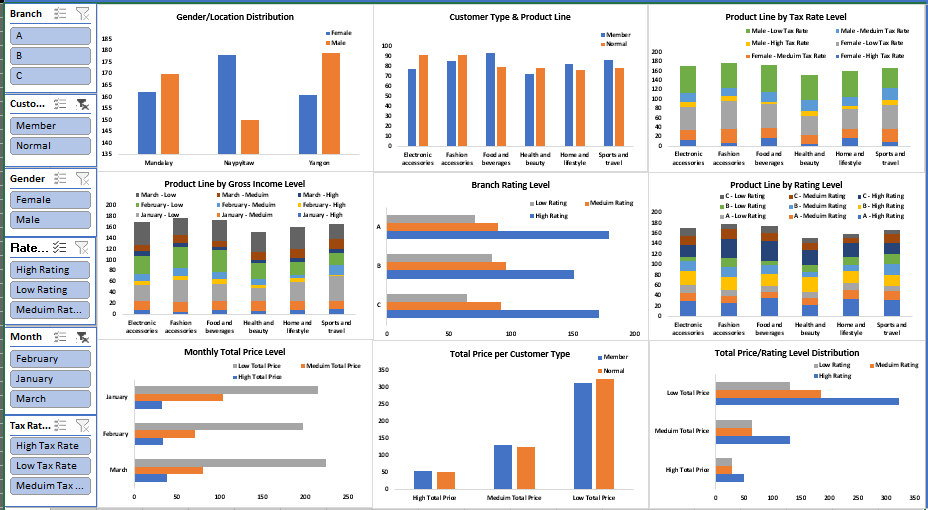 Branch
A
B
C
Custo...
Member
Normal
Gender
Female
Male
Rate...
High Rating
Low Rating
Meduim Rat...
Month
February
January
March
Tax Rat...
High Tax Rate
Low Tax Rate
Meduim Tax ...
Gender/Location Distribution
Female
Male
185
180
175
170
165
160
155
150
145
140
135
Mandalay Naypyitaw Yangon
Customer Type & Product Line
Member
Normal
100
90
80
70
60
50
40
30
20
10
0
Electronic Fashion Food and Health and Home and Sports and
accessories accessories beverages beauty lifestyle travel
Product Line by Tax Rate Level
Male - Low Tax Rate Male - Meduim Tax Rate
Male - High Tax Rate Female - Low Tax Rate
Female - Meduim Tax Rate Female - High Tax Rate
200
180
160
140
120
100
80
60
40
20
0
Electronic Fashion Food and Health and Home and Sports and
accessories accessories beverages beauty lifestyle travel
Product Line by Gross Income Level
March - Low March - Meduim March - High
February - Low February - Meduim February - High
January - Low January - Meduim January - High
200
180
160
140
120
100
80
60
40
20
0
Electronic Fashion Food and Health and Home and Sports and
accessories accessories beverages beauty lifestyle travel
Branch Rating Level
Low Rating Meduim Rating
High Rating
A
B
C
0 50 100 150 200
Product Line by Rating Level
C - Low Rating C - Meduim Rating C - High Rating
B - Low Rating B - Meduim Rating B - High Rating
A - Low Rating A - Meduim Rating A - High Rating
200
180
160
140
120
100
80
60
40
20
0
Electronic Fashion Food and Health and Home and Sports and
accessories accessories beverages beauty lifestyle travel
Monthly Total Price Level
Low Total Price Meduim Total Price
High Total Price
January
February
March
0 50 100 150 200 250
Total Price per Customer Type
Member
Normal
350
300
250
200
150
100
50
0
High Total Price Meduim Total Price Low Total Price
Total Price/Rating Level Distribution
Low Rating Meduim Rating
High Rating
Low Total Price
Meduim Total Price
High Total Price
0 50 100 150 200 250 300 350